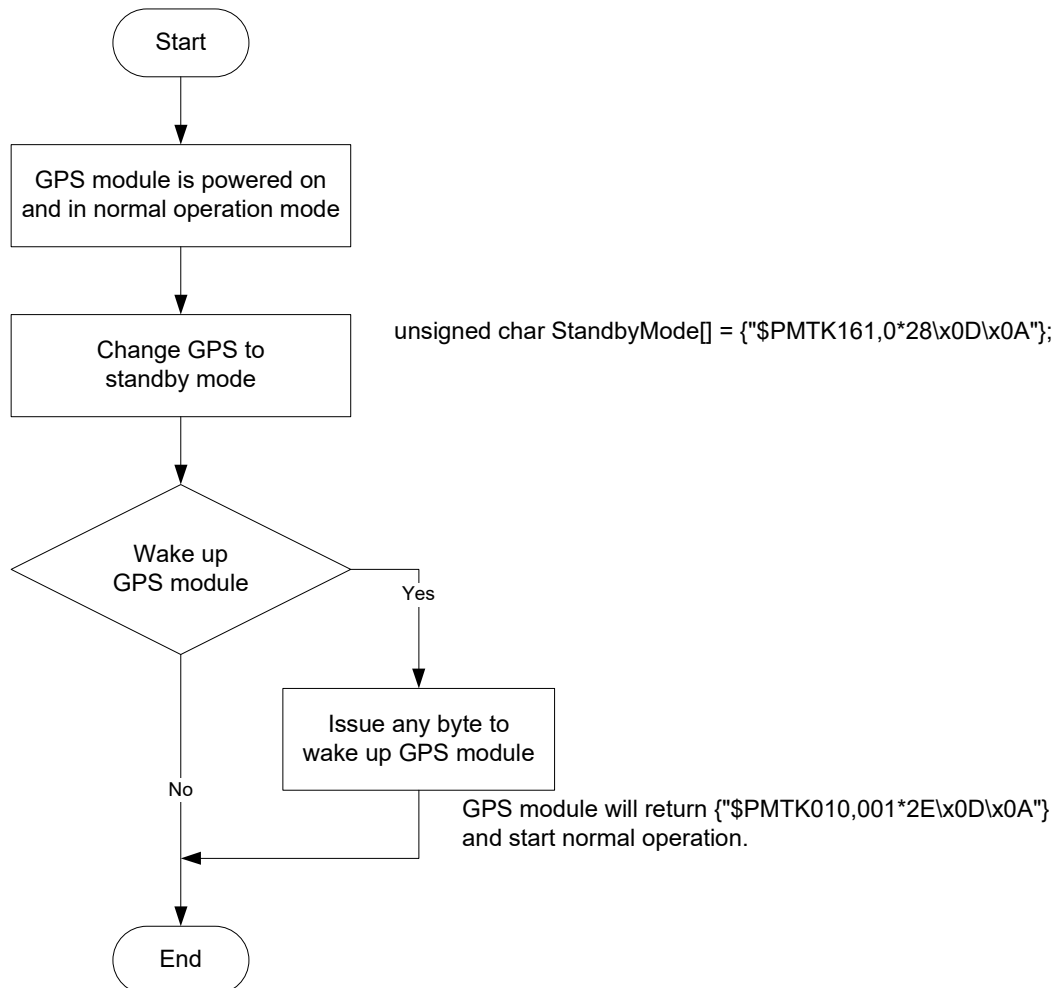 Start
GPS module is powered on
and in normal operation mode
Change GPS to
standby mode
unsigned char StandbyMode[] = {"$PMTK161,0*28\x0D\x0A"};
Wake up
GPS module
Yes
Issue any byte to
wake up GPS module
No
GPS module will return {"$PMTK010,001*2E\x0D\x0A"}
and start normal operation.
End